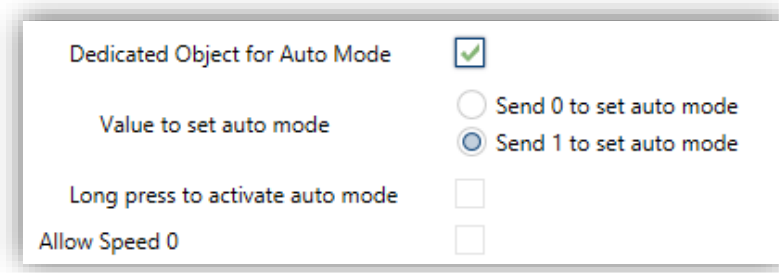 Dedicated Object for Auto Mode
Send 0 to set auto mode
Value to set auto mode
Send 1 to set auto mode
Long press to activate auto mode
Allow Speed 0